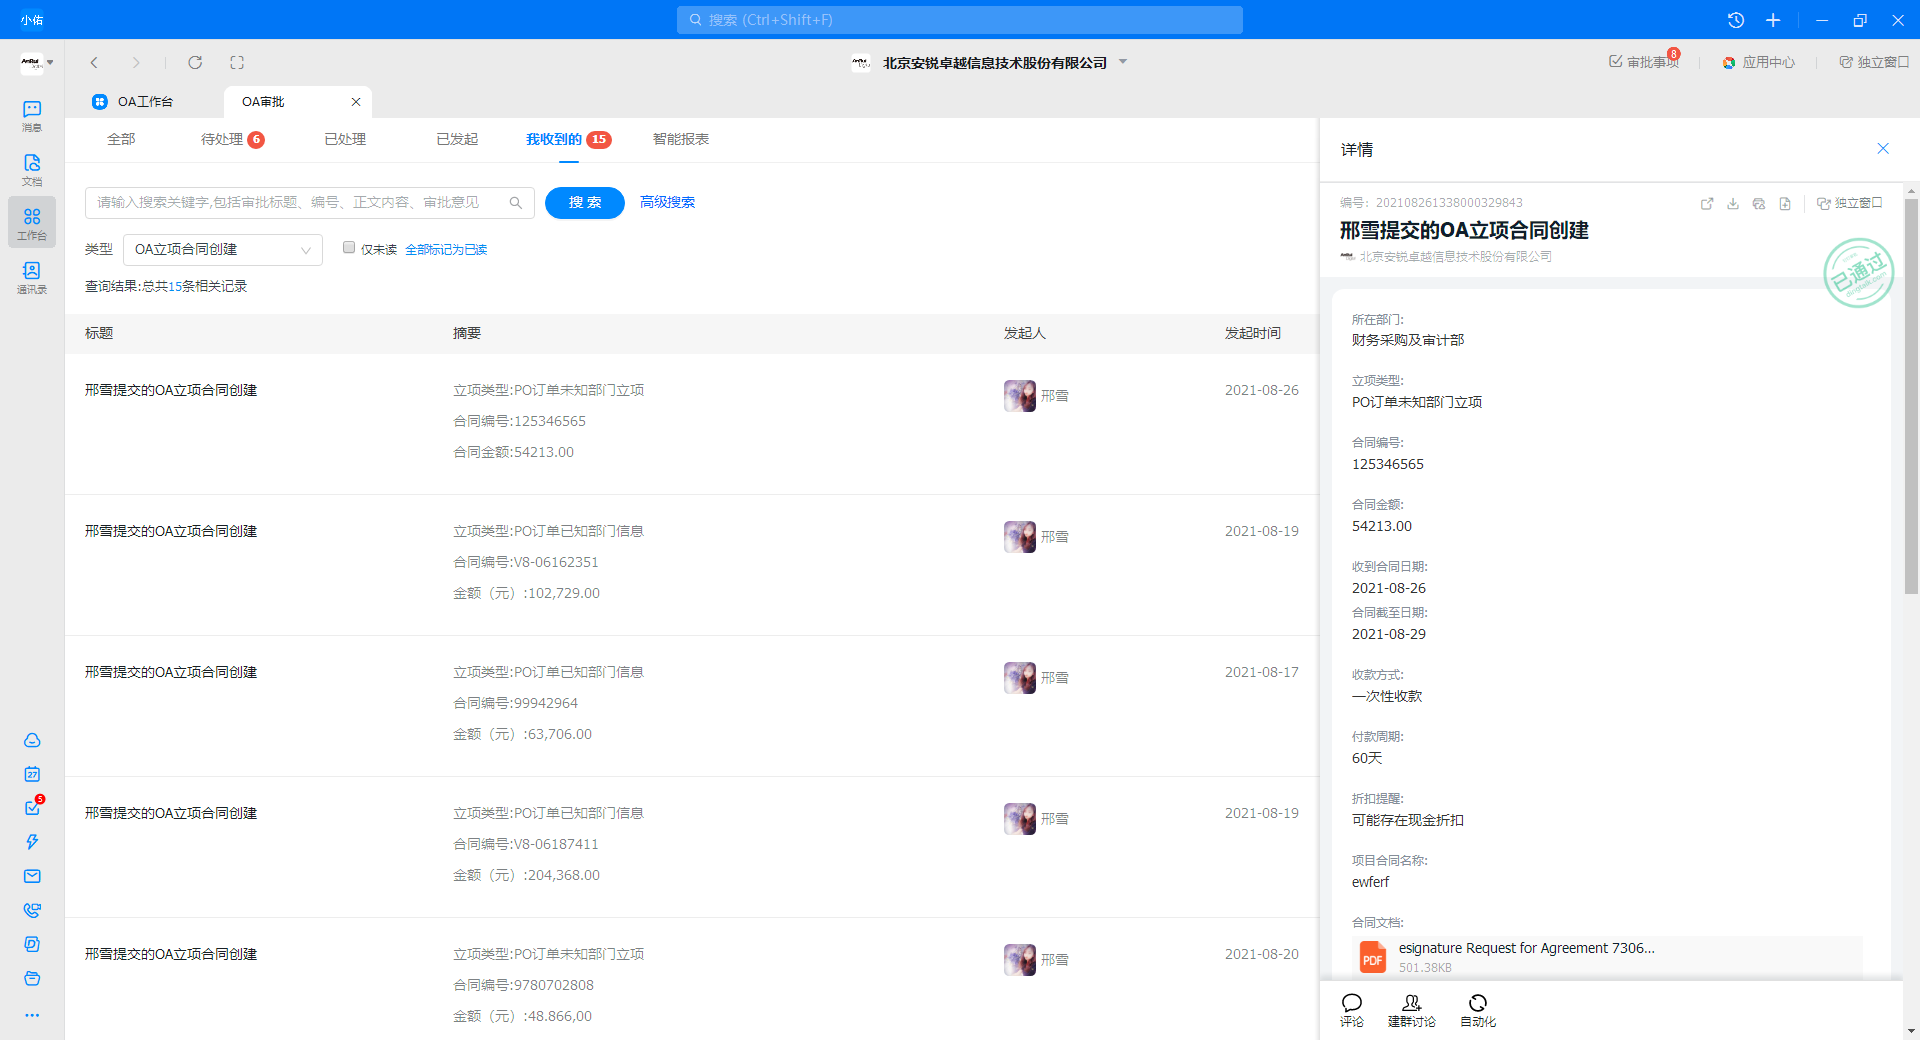 小佑
搜索 (Ctrl+Shift+F)
北京安锐卓越信息技术股份有限公司
审批事项
8
应用中心
独立窗口
OA工作台
OA审批
消息
文档
工作台
通讯录
27
5
全部
待处理 6
已处理
已发起
我收到的 15
智能报表
请输入搜索关键字,包括审批标题、编号、正文内容、审批意见
搜 索
高级搜索
类型
OA立项合同创建
仅未读
全部标记为已读
查询结果:总共15条相关记录
标题
摘要
发起人
发起时间
邢雪提交的OA立项合同创建
立项类型:PO订单未知部门立项
合同编号:125346565
合同金额:54213.00
邢雪
2021-08-26
邢雪提交的OA立项合同创建
立项类型:PO订单已知部门信息
合同编号:V8-06162351
金额（元）:102,729.00
邢雪
2021-08-19
邢雪提交的OA立项合同创建
立项类型:PO订单已知部门信息
合同编号:99942964
金额（元）:63,706.00
邢雪
2021-08-17
邢雪提交的OA立项合同创建
立项类型:PO订单已知部门信息
合同编号:V8-06187411
金额（元）:204,368.00
邢雪
2021-08-19
邢雪提交的OA立项合同创建
立项类型:PO订单未知部门立项
合同编号:9780702808
金额（元）:48.866,00
邢雪
2021-08-20
详情
编号: 202108261338000329843
独立窗口
邢雪提交的OA立项合同创建
北京安锐卓越信息技术股份有限公司
已通过
所在部门:
财务采购及审计部
立项类型:
PO订单未知部门立项
合同编号:
125346565
合同金额:
54213.00
收到合同日期:
2021-08-26
合同截至日期:
2021-08-29
收款方式:
一次性收款
付款周期:
60天
折扣提醒:
可能存在现金折扣
项目合同名称:
ewferf
合同文档:
PDF
esignature Request for Agreement 7306...
501.38KB
评论
建群讨论
自动化